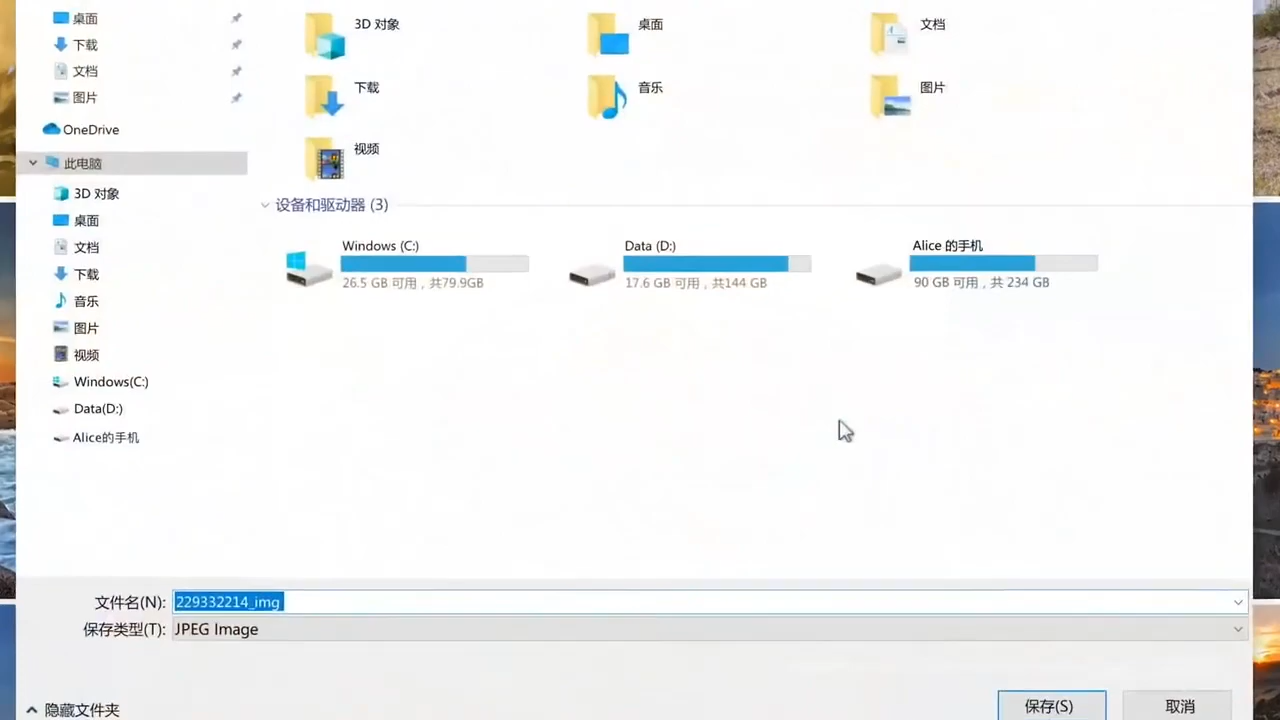 桌面
下载
文档
图片
OneDrive
此电脑
3D 对象
桌面
文档
下载
音乐
图片
视频
Windows(C:)
Data(D:)
Alice的手机
3D 对象
桌面
文档
下载
音乐
图片
视频
设备和驱动器 (3)
Windows (C:)
26.5 GB 可用，共79.9GB
Data (D:)
17.6 GB 可用，共144 GB
Alice 的手机
90 GB 可用，共 234 GB
文件名(N): 229332214_img
保存类型(T): JPEG Image
隐藏文件夹
保存(S)
取消